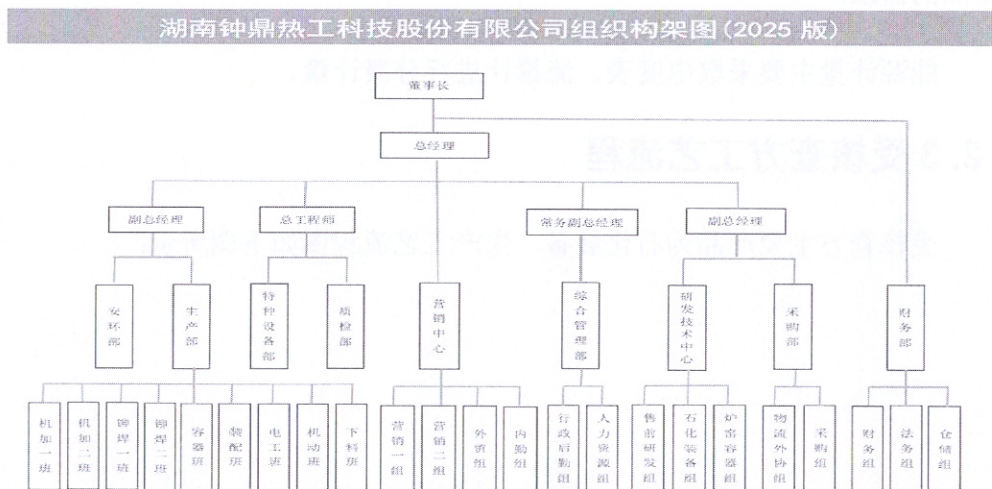 湖南钟鼎热工科技股份有限公司组织构架图(2025 版)
董事长
总经理
副总经理
总工程师
常务副总经理
副总经理
安环部
生产部
特种设备部
质检部
营销中心
综合管理部
研发技术中心
采购部
财务部
机加一班
机加二班
铆焊一班
铆焊二班
容器班
装配班
电工班
机动班
下料班
营销一组
营销二组
外贸组
内勤组
行政后勤组
人力资源组
售前研发组
石化装备组
炉窑容器组
物流外协组
采购组
财务组
法务组
仓储组